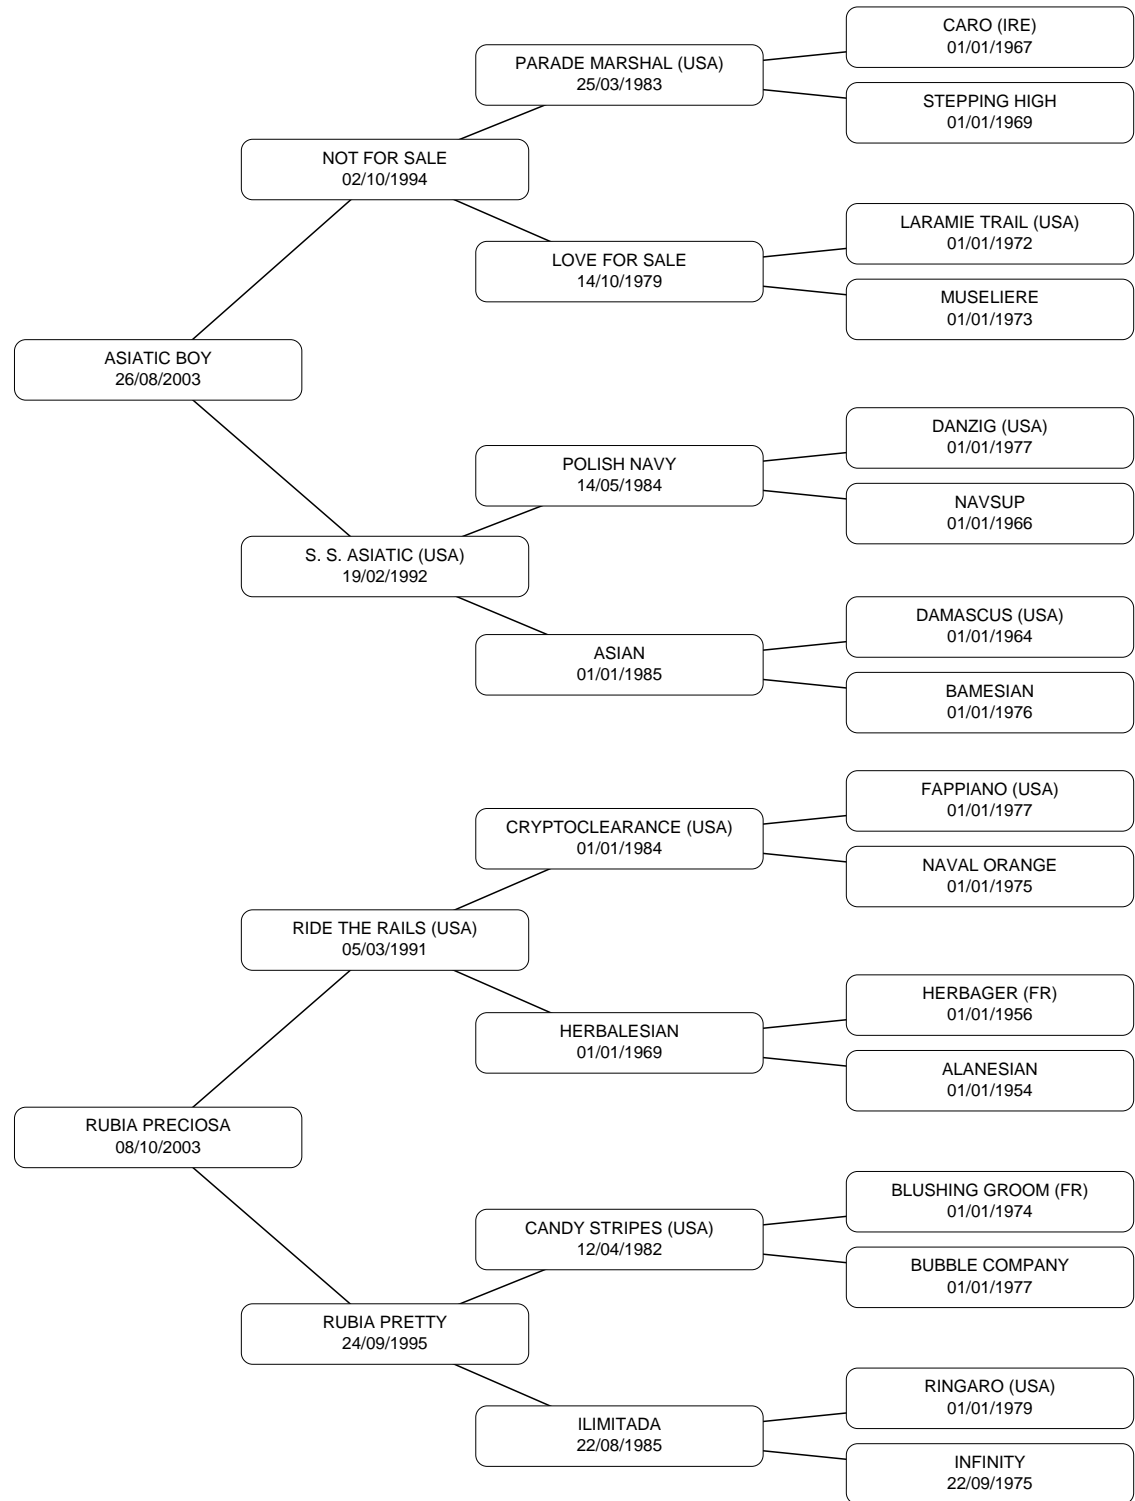 CARO (IRE)
01/01/1967
PARADE MARSHAL (USA)
25/03/1983
STEPPING HIGH
01/01/1969
NOT FOR SALE
02/10/1994
LARAMIE TRAIL (USA)
01/01/1972
LOVE FOR SALE
14/10/1979
MUSELIERE
01/01/1973
ASIATIC BOY
26/08/2003
DANZIG (USA)
01/01/1977
POLISH NAVY
14/05/1984
NAVSUP
01/01/1966
S. S. ASIATIC (USA)
19/02/1992
DAMASCUS (USA)
01/01/1964
ASIAN
01/01/1985
BAMESIAN
01/01/1976
FAPPIANO (USA)
01/01/1977
CRYPTOCLEARANCE (USA)
01/01/1984
NAVAL ORANGE
01/01/1975
RIDE THE RAILS (USA)
05/03/1991
HERBAGER (FR)
01/01/1956
HERBALESIAN
01/01/1969
ALANESIAN
01/01/1954
RUBIA PRECIOSA
08/10/2003
BLUSHING GROOM (FR)
01/01/1974
CANDY STRIPES (USA)
12/04/1982
BUBBLE COMPANY
01/01/1977
RUBIA PRETTY
24/09/1995
RINGARO (USA)
01/01/1979
ILIMITADA
22/08/1985
INFINITY
22/09/1975